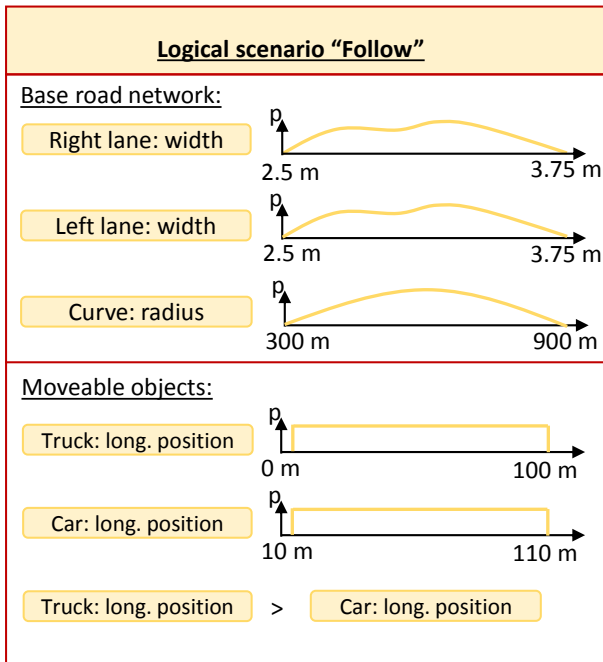 Logical scenario “Follow”
Base road network:
Right lane: width
p
2.5 m 3.75 m
Left lane: width
p
2.5 m 3.75 m
Curve: radius
p
300 m 900 m
Moveable objects:
Truck: long. position
p
0 m 100 m
Car: long. position
p
10 m 110 m
Truck: long. position > Car: long. position